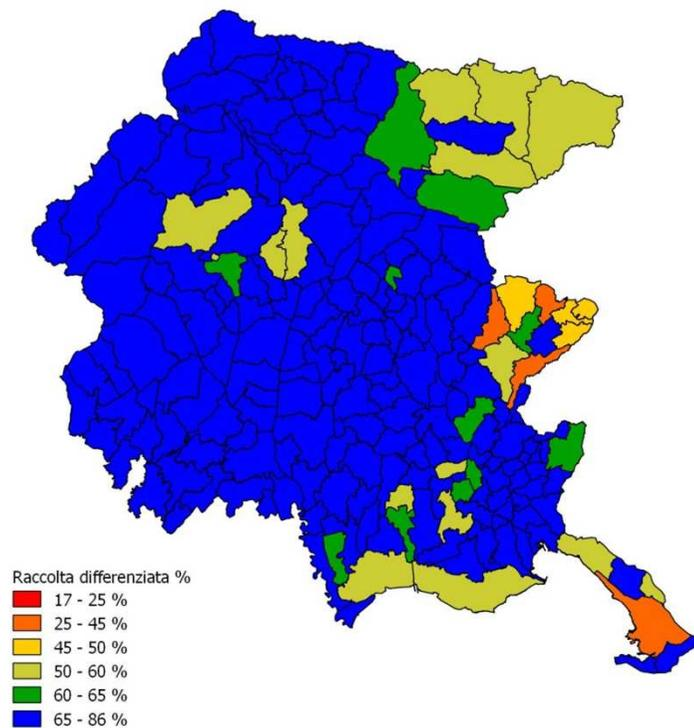 Raccolta differenziata %
17 - 25 %
25 - 45 %
45 - 50 %
50 - 60 %
60 - 65 %
65 - 86 %